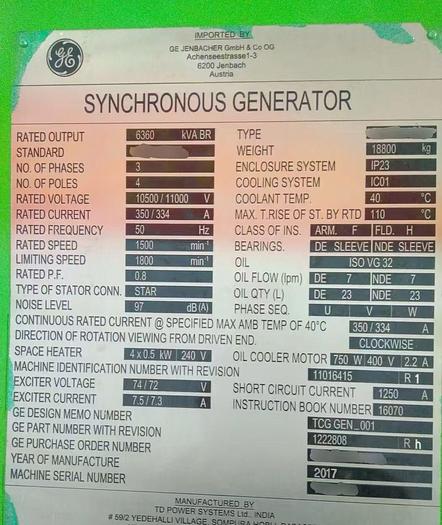 IMPORTED BY
GE JENBACHER GmbH & Co OG
Achenseestrasse1-3
6200 Jenbach
Austria
GE
SYNCHRONOUS GENERATOR
RATED OUTPUT 6360 kVA BR TYPE
STANDARD WEIGHT 18800 kg
NO. OF PHASES 3 ENCLOSURE SYSTEM IP23
NO. OF POLES 4 COOLING SYSTEM IC01
RATED VOLTAGE 10500 / 11000 V COOLANT TEMP. 40 °C
RATED CURRENT 350 / 334 A MAX. T.RISE OF ST. BY RTD 110 °C
RATED FREQUENCY 50 Hz CLASS OF INS. ARM. F FLD. H
RATED SPEED 1500 min-1 BEARINGS. DE SLEEVE NDE SLEEVE
LIMITING SPEED 1800 min-1 OIL ISO VG 32
RATED P.F. 0.8 OIL FLOW (lpm) DE 7 NDE 7
TYPE OF STATOR CONN. STAR OIL QTY (L) DE 23 NDE 23
NOISE LEVEL 97 dB (A) PHASE SEQ. U V W
CONTINUOUS RATED CURRENT @ SPECIFIED MAX AMB TEMP OF 40°C 350 / 334 A
DIRECTION OF ROTATION VIEWING FROM DRIVEN END. CLOCKWISE
SPACE HEATER 4 x 0.5 kW 240 V OIL COOLER MOTOR 750 W 400 V 2.2 A
MACHINE IDENTIFICATION NUMBER WITH REVISION 11016415 R 1
EXCITER VOLTAGE 74 / 72 V SHORT CIRCUIT CURRENT 1250 A
EXCITER CURRENT 7.5 / 7.3 A INSTRUCTION BOOK NUMBER 16070
GE DESIGN MEMO NUMBER TCG GEN_001
GE PART NUMBER WITH REVISION 1222808 R h
GE PURCHASE ORDER NUMBER
YEAR OF MANUFACTURE 2017
MACHINE SERIAL NUMBER
MANUFACTURED BY
TD POWER SYSTEMS Ltd., INDIA
# 59/2 YEDEHALLI VILLAGE, SOMPURA HOBLI,